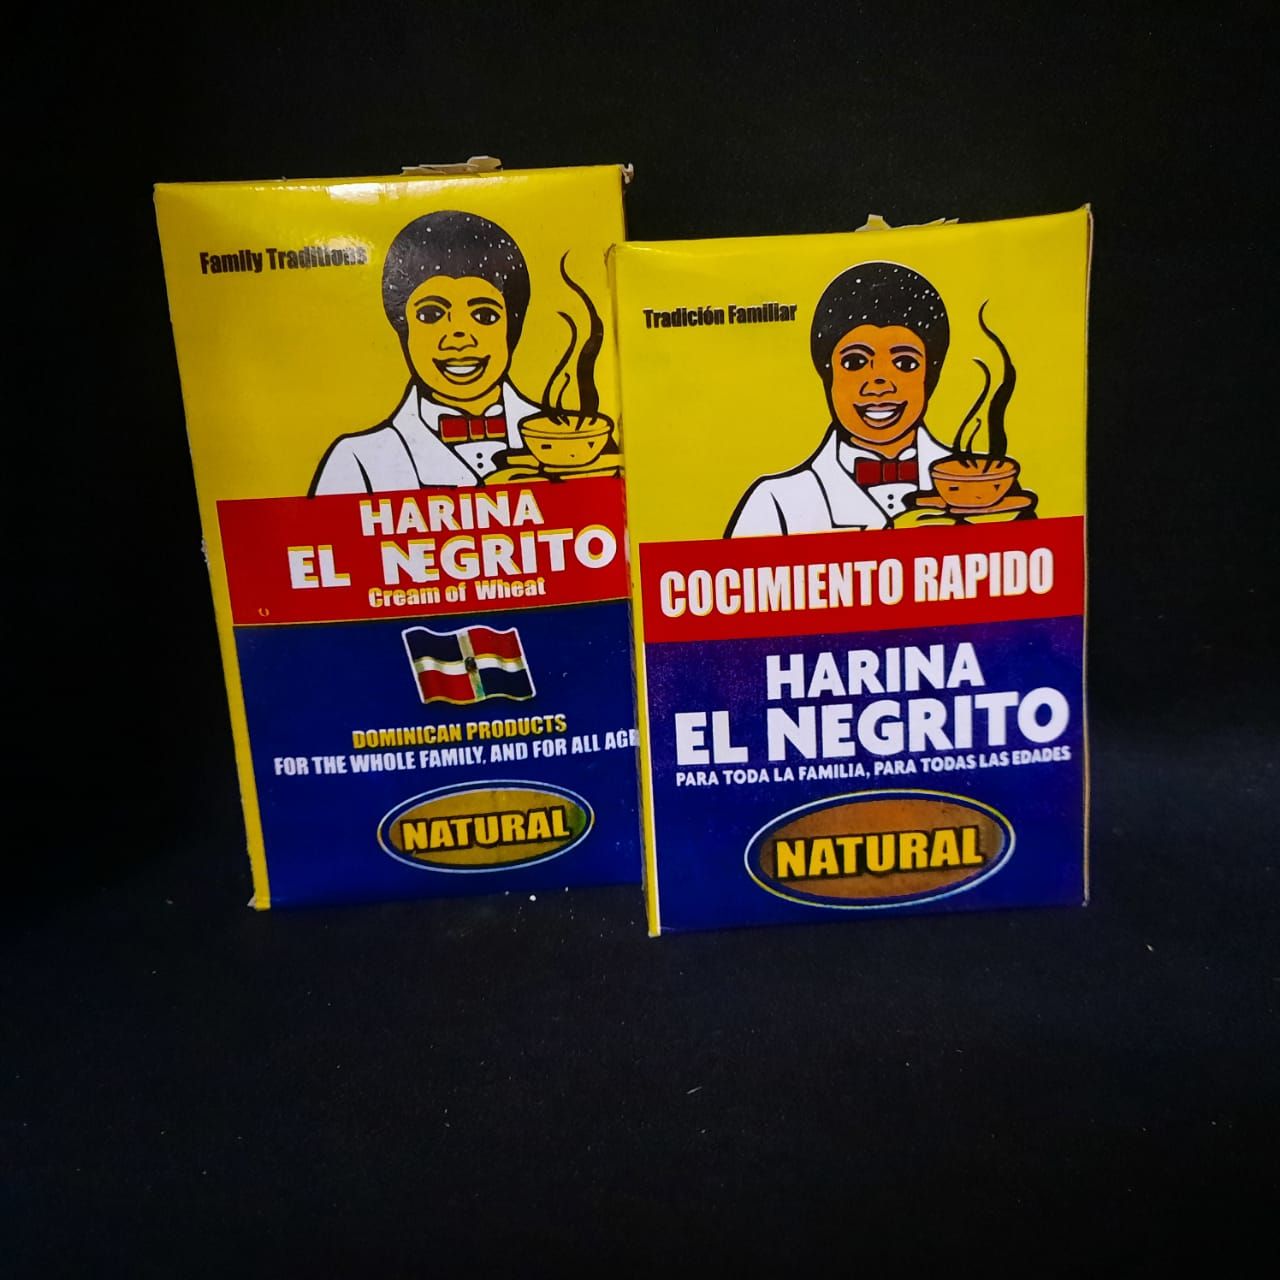 Family Traditions
HARINA
EL NEGRITO
Cream of Wheat
DOMINICAN PRODUCTS
FOR THE WHOLE FAMILY, AND FOR ALL AGE
NATURAL
Tradición Familiar
COCIMIENTO RAPIDO
HARINA
EL NEGRITO
PARA TODA LA FAMILIA, PARA TODAS LAS EDADES
NATURAL